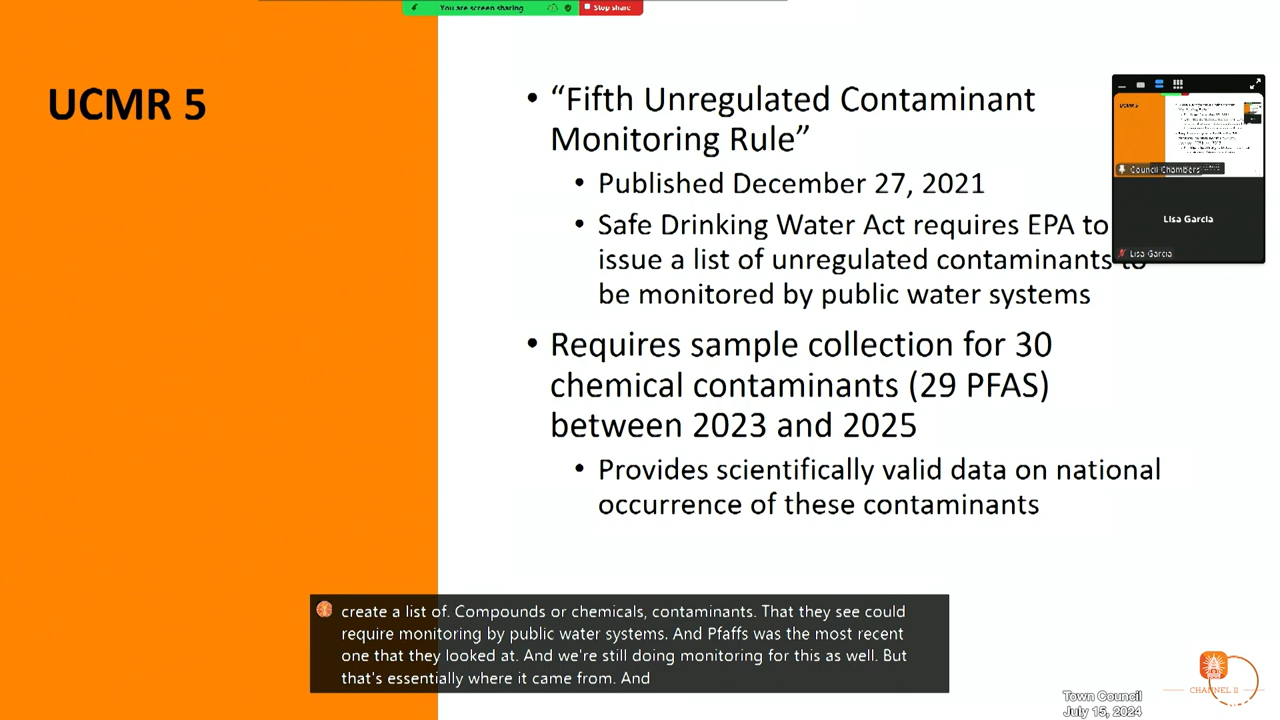 You are screen sharing
Stop share
UCMR 5
• “Fifth Unregulated Contaminant
Monitoring Rule”
• Published December 27, 2021
• Safe Drinking Water Act requires EPA to
issue a list of unregulated contaminants to
be monitored by public water systems
• Requires sample collection for 30
chemical contaminants (29 PFAS)
between 2023 and 2025
• Provides scientifically valid data on national
occurrence of these contaminants
UCMR 5
Council Chambers
Lisa Garcia
Lisa Garcia
create a list of. Compounds or chemicals, contaminants. That they see could
require monitoring by public water systems. And Pfaffs was the most recent
one that they looked at. And we're still doing monitoring for this as well. But
that's essentially where it came from. And
CHANNEL
Town Council
July 15, 2024